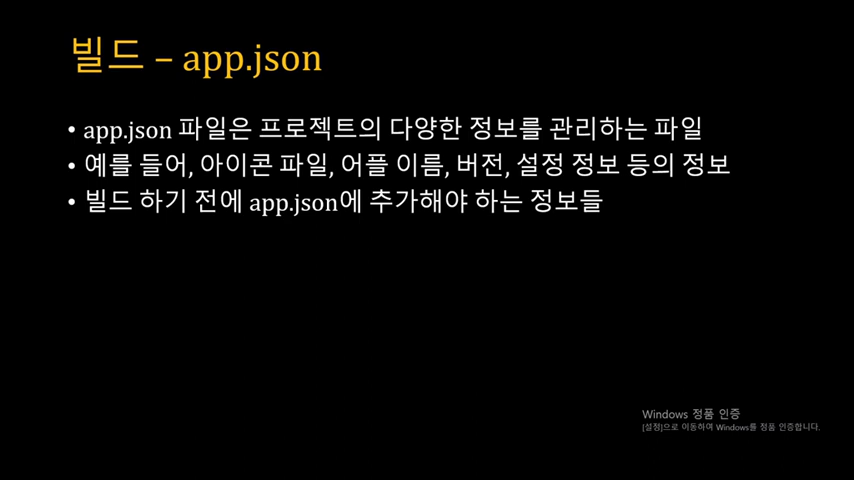 빌드 – app.json
• app.json 파일은 프로젝트의 다양한 정보를 관리하는 파일
• 예를 들어, 아이콘 파일, 어플 이름, 버전, 설정 정보 등의 정보
• 빌드 하기 전에 app.json에 추가해야 하는 정보들
Windows 정품 인증
[설정]으로 이동하여 Windows를 정품 인증합니다.